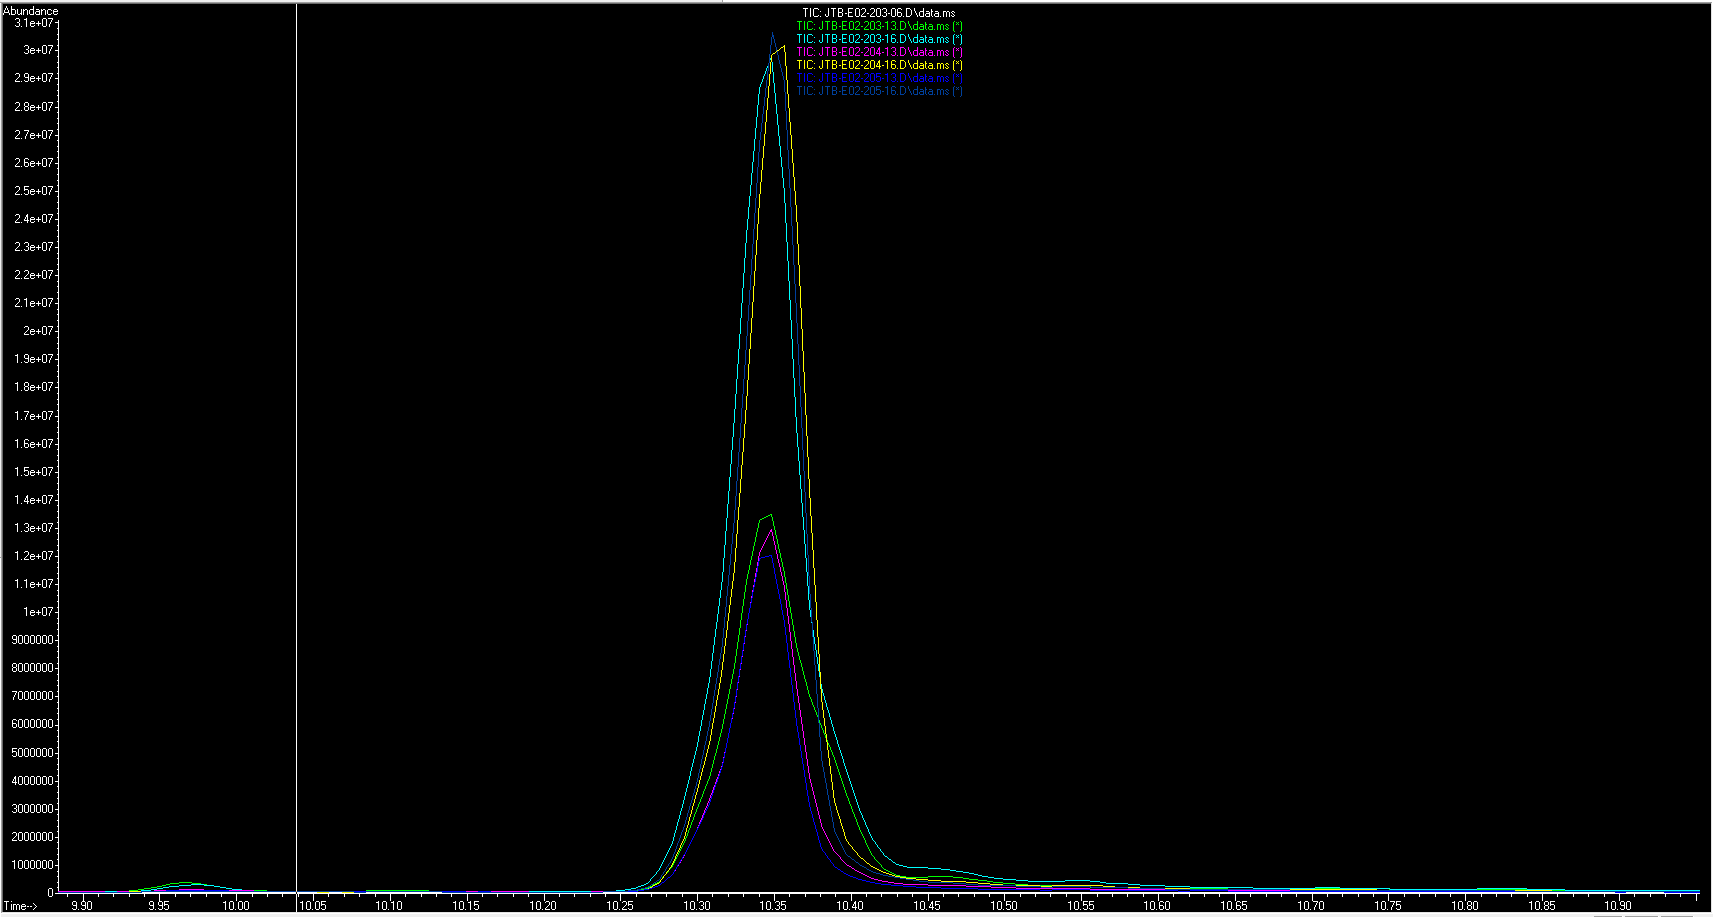 Abundance
TIC: JTB-E02-203-06.D\data.ms
TIC: JTB-E02-203-13.D\data.ms (*)
TIC: JTB-E02-203-16.D\data.ms (*)
TIC: JTB-E02-204-13.D\data.ms (*)
TIC: JTB-E02-204-16.D\data.ms (*)
TIC: JTB-E02-205-13.D\data.ms (*)
TIC: JTB-E02-205-16.D\data.ms (*)
3.1e+07
3e+07
2.9e+07
2.8e+07
2.7e+07
2.6e+07
2.5e+07
2.4e+07
2.3e+07
2.2e+07
2.1e+07
2e+07
1.9e+07
1.8e+07
1.7e+07
1.6e+07
1.5e+07
1.4e+07
1.3e+07
1.2e+07
1.1e+07
1e+07
9000000
8000000
7000000
6000000
5000000
4000000
3000000
2000000
1000000
0
Time--> 9.90 9.95 10.00 10.05 10.10 10.15 10.20 10.25 10.30 10.35 10.40 10.45 10.50 10.55 10.60 10.65 10.70 10.75 10.80 10.85 10.90